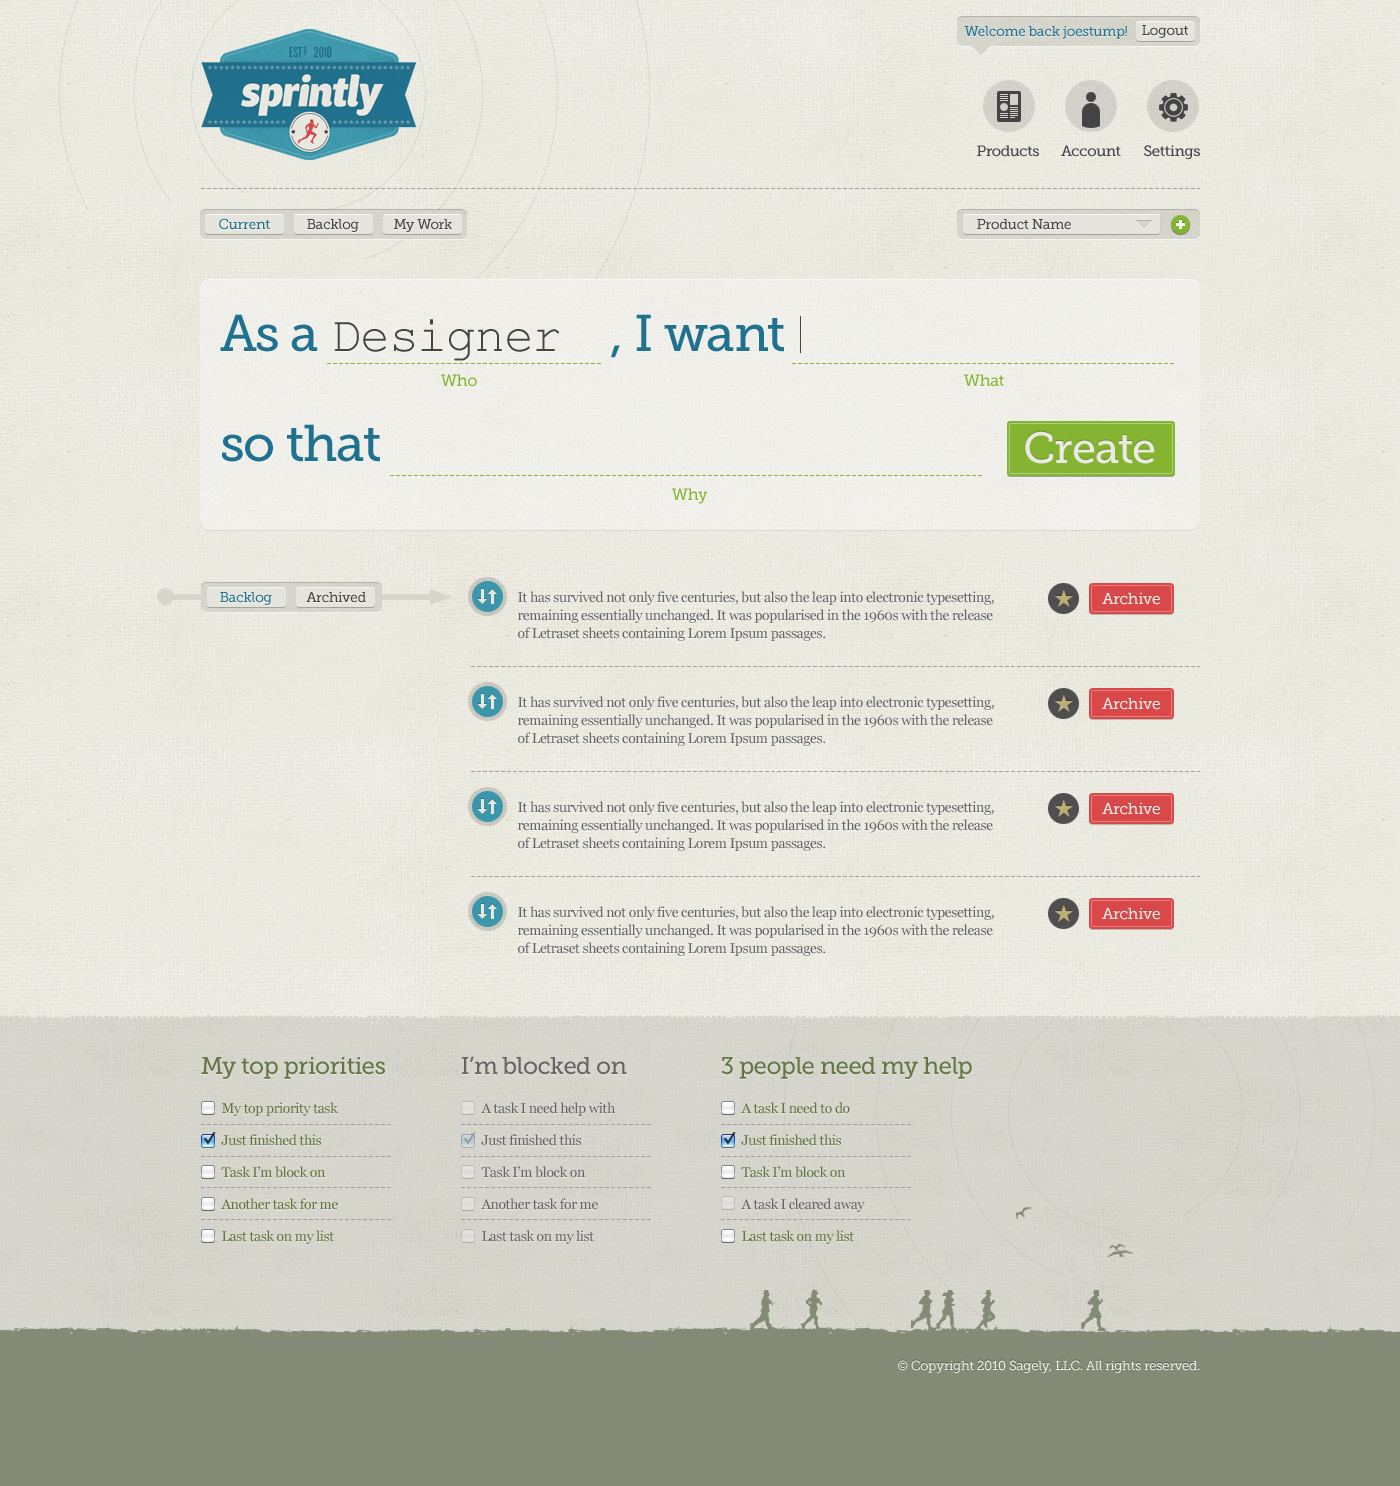 EST D 2010
sprintly
Welcome back joestump! Logout
Products Account Settings
Current Backlog My Work
Product Name
As a Designer , I want
Who What
so that
Create
Why
Backlog Archived
It has survived not only five centuries, but also the leap into electronic typesetting,
remaining essentially unchanged. It was popularised in the 1960s with the release
of Letraset sheets containing Lorem Ipsum passages.
Archive
It has survived not only five centuries, but also the leap into electronic typesetting,
remaining essentially unchanged. It was popularised in the 1960s with the release
of Letraset sheets containing Lorem Ipsum passages.
Archive
It has survived not only five centuries, but also the leap into electronic typesetting,
remaining essentially unchanged. It was popularised in the 1960s with the release
of Letraset sheets containing Lorem Ipsum passages.
Archive
It has survived not only five centuries, but also the leap into electronic typesetting,
remaining essentially unchanged. It was popularised in the 1960s with the release
of Letraset sheets containing Lorem Ipsum passages.
Archive
My top priorities
My top priority task
Just finished this
Task I'm block on
Another task for me
Last task on my list
I'm blocked on
A task I need help with
Just finished this
Task I'm block on
Another task for me
Last task on my list
3 people need my help
A task I need to do
Just finished this
Task I'm block on
A task I cleared away
Last task on my list
© Copyright 2010 Sagely, LLC. All rights reserved.